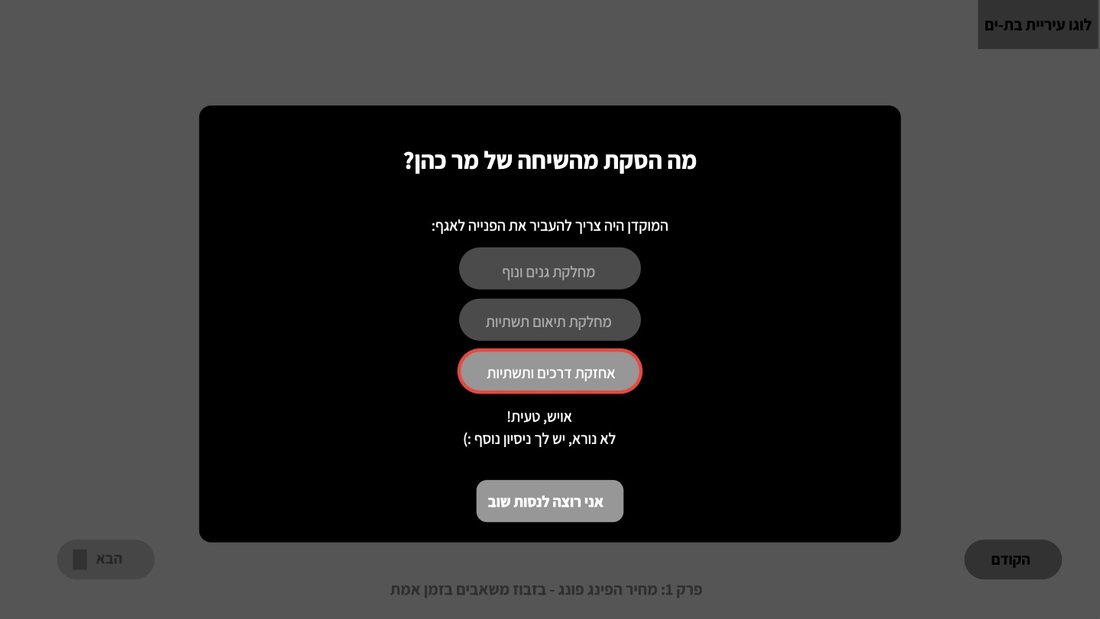 לוגו עיריית בת-ים
מה הסקת מהשיחה של מר כהן?
המוקדן היה צריך להעביר את הפנייה לאגף:
מחלקת גנים ונוף
מחלקת תיאום תשתיות
אחזקת דרכים ותשתיות
אויש, טעית!
לא נורא, יש לך ניסיון נוסף :)
אני רוצה לנסות שוב
הקודם
הבא
פרק 1: מחיר הפינג פונג - בזבוז משאבים בזמן אמת